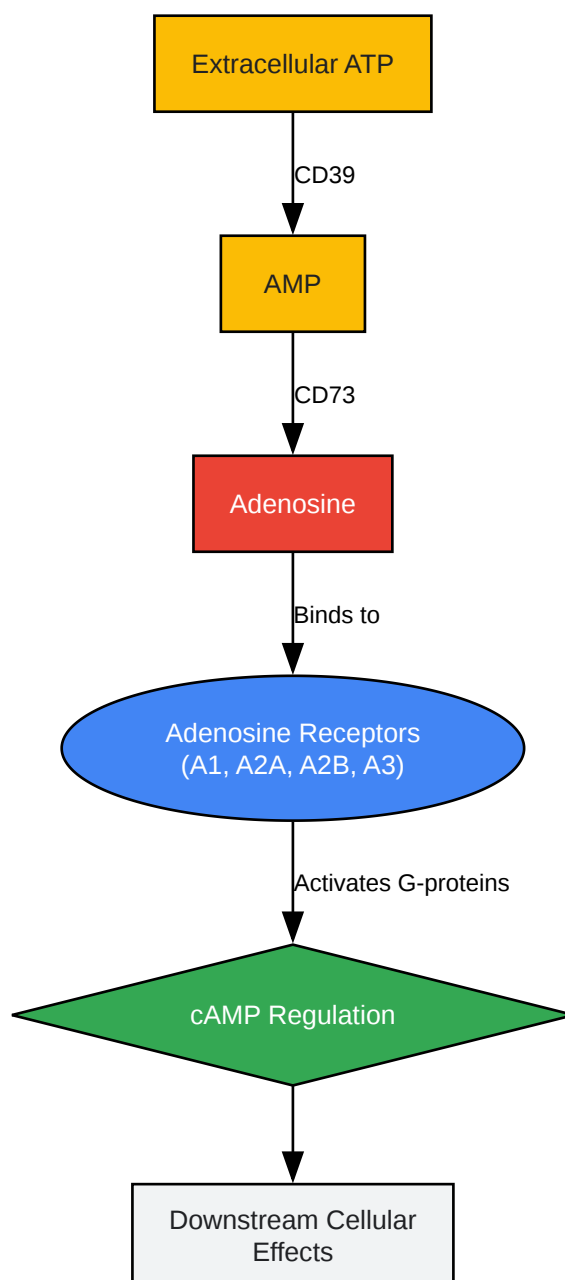 Extracellular ATP
CD39
AMP
CD73
Adenosine
Binds to
Adenosine Receptors
(A1, A2A, A2B, A3)
Activates G-proteins
cAMP Regulation
Downstream Cellular
Effects